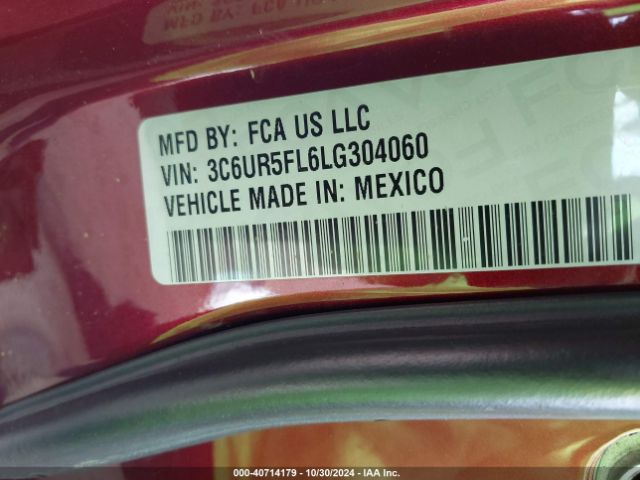 MFD BY: FCA US LLC
VIN: 3C6UR5FL6LG304060
VEHICLE MADE IN: MEXICO
000-40714179 - 10/30/2024 - IAA Inc.